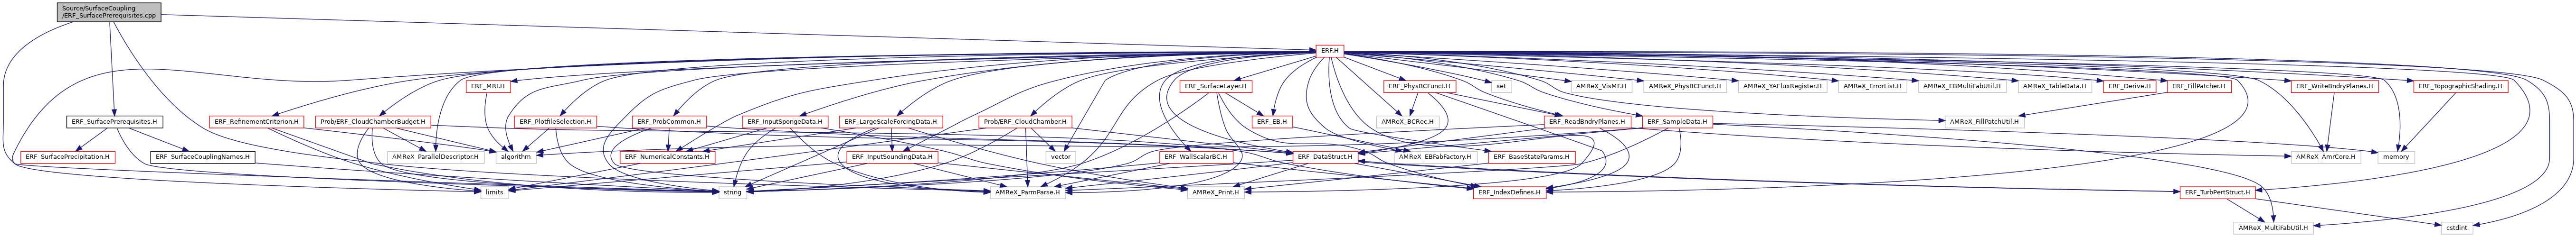 Source/SurfaceCoupling
/ERF_SurfacePrerequisites.cpp
ERF.H
ERF_MRI.H
ERF_SurfaceLayer.H
ERF_PhysBCFunct.H
set
AMReX_VisMF.H
AMReX_PhysBCFunct.H
AMReX_YAFluxRegister.H
AMReX_ErrorList.H
AMReX_EBMultiFabUtil.H
AMReX_TableData.H
ERF_Derive.H
ERF_FillPatcher.H
ERF_WriteBndryPlanes.H
ERF_TopographicShading.H
ERF_SurfacePrerequisites.H
ERF_RefinementCriterion.H
Prob/ERF_CloudChamberBudget.H
ERF_PlotfileSelection.H
ERF_ProbCommon.H
ERF_InputSpongeData.H
ERF_LargeScaleForcingData.H
Prob/ERF_CloudChamber.H
ERF_EB.H
AMReX_BCRec.H
ERF_ReadBndryPlanes.H
ERF_SampleData.H
AMReX_FillPatchUtil.H
ERF_SurfacePrecipitation.H
ERF_SurfaceCouplingNames.H
AMReX_ParallelDescriptor.H
algorithm
ERF_NumericalConstants.H
ERF_InputSoundingData.H
vector
ERF_WallScalarBC.H
ERF_DataStruct.H
AMReX_EBFabFactory.H
ERF_BaseStateParams.H
AMReX_AmrCore.H
memory
limits
string
AMReX_ParmParse.H
AMReX_Print.H
ERF_IndexDefines.H
ERF_TurbPertStruct.H
AMReX_MultiFabUtil.H
cstdint